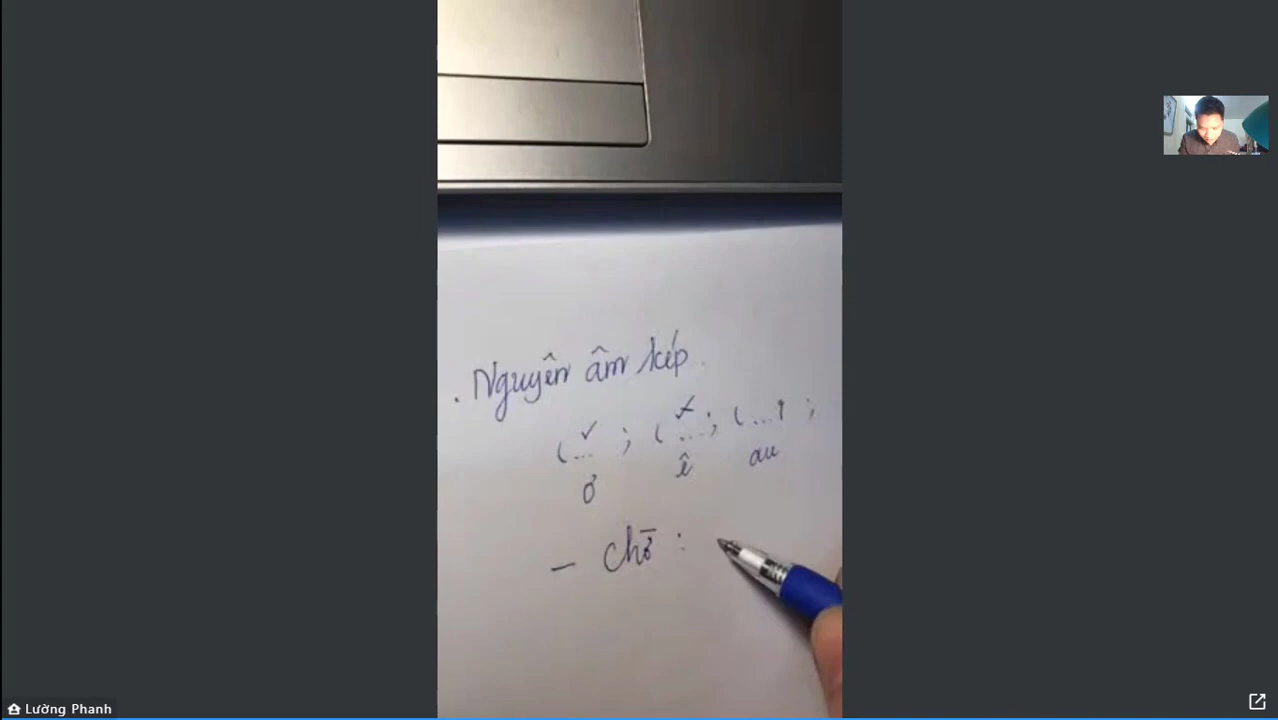 . Nguyên âm kép.
(... ✓ ; (... ; (... ;
ơ ê au
- Chở :
Lường Phanh